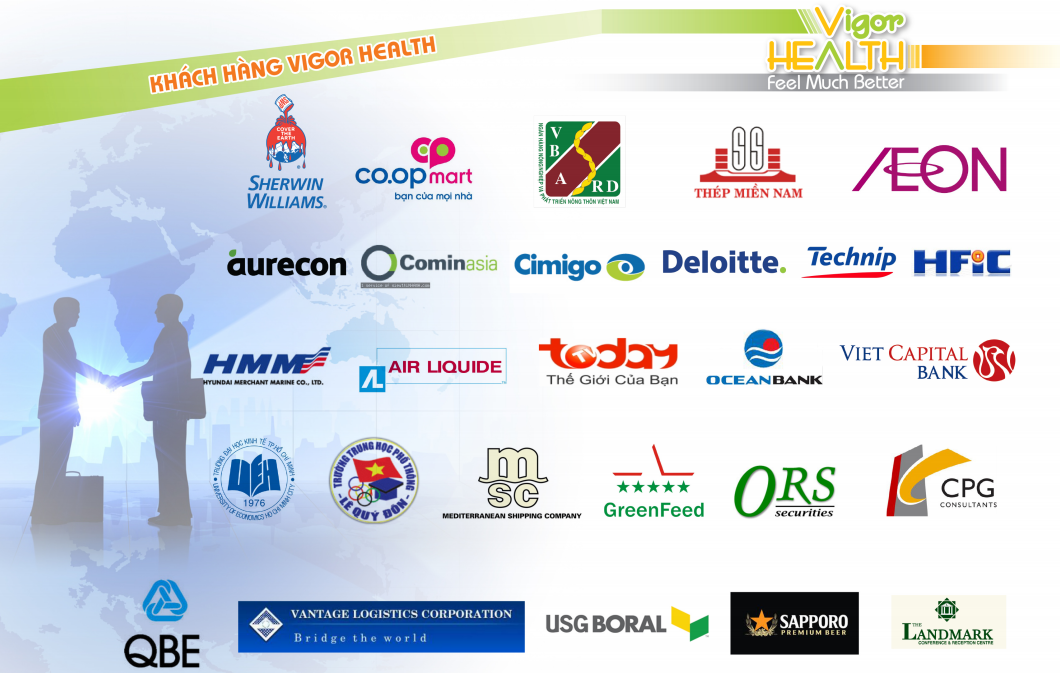 KHÁCH HÀNG VIGOR HEALTH
Vigor
HEALTH
Feel Much Better
COVER
THE
EARTH
SHERWIN
WILLIAMS®
co.opmart
bạn của mọi nhà
NGÂN HÀNG NÔNG NGHIỆP VÀ
PHÁT TRIỂN NÔNG THÔN VIỆT NAM
V
B
A
RD
SS
THÉP MIỀN NAM
ÆON
aurecon
Cominasia
Cimigo
Deloitte.
Technip
HFIC
HMM
HYUNDAI MERCHANT MARINE CO., LTD.
AL
AIR LIQUIDE
today
Thế Giới Của Bạn
OCEANBANK
VIET CAPITAL
BANK
TRƯỜNG ĐẠI HỌC KINH TẾ TP.HỒ CHÍ MINH
UEH
1976
UNIVERSITY OF ECONOMICS HO CHI MINH CITY
TRƯỜNG TRUNG HỌC PHỔ THÔNG
LÊ QUÝ ĐÔN
m
sc
MEDITERRANEAN SHIPPING COMPANY
GreenFeed
ORS
securities
CPG
CONSULTANTS
QBE
VANTAGE LOGISTICS CORPORATION
Bridge the world
USG BORAL
SAPPORO
PREMIUM BEER
THE
LANDMARK
CONFERENCE & RECEPTION CENTRE